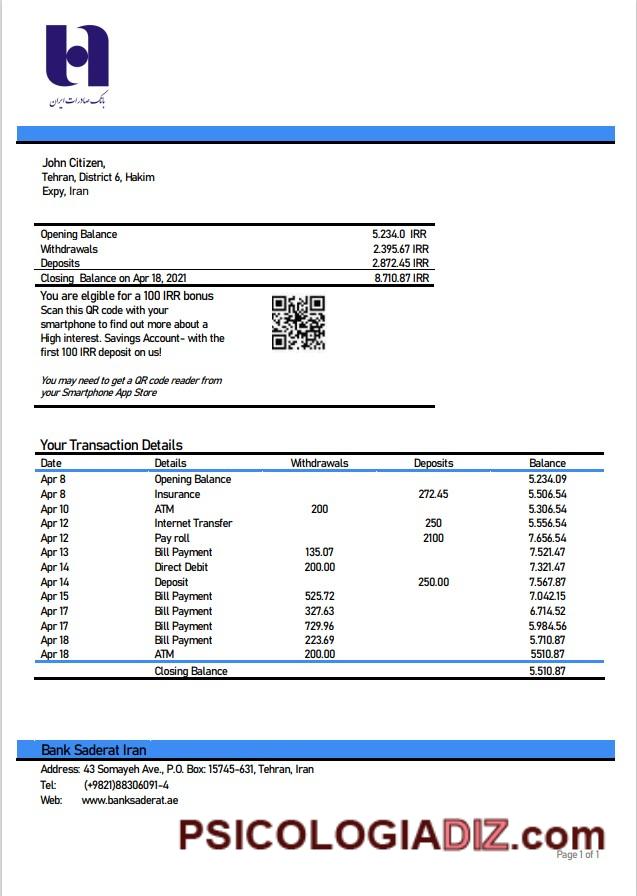 بانک صادرات ایران
John Citizen,
Tehran, District 6, Hakim
Expy, Iran
Opening Balance 5.234.0 IRR
Withdrawals 2.395.67 IRR
Deposits 2.872.45 IRR
Closing Balance on Apr 18, 2021 8.710.87 IRR
You are elgible for a 100 IRR bonus
Scan this QR code with your
smartphone to find out more about a
High interest. Savings Account- with the
first 100 IRR deposit on us!
You may need to get a QR code reader from
your Smartphone App Store
Your Transaction Details
Date Details Withdrawals Deposits Balance
Apr 8 Opening Balance 5.234.09
Apr 8 Insurance 272.45 5.506.54
Apr 10 ATM 200 5.306.54
Apr 12 Internet Transfer 250 5.556.54
Apr 12 Pay roll 2100 7.656.54
Apr 13 Bill Payment 135.07 7.521.47
Apr 14 Direct Debit 200.00 7.321.47
Apr 14 Deposit 250.00 7.567.87
Apr 15 Bill Payment 525.72 7.042.15
Apr 17 Bill Payment 327.63 6.714.52
Apr 17 Bill Payment 729.96 5.984.56
Apr 18 Bill Payment 223.69 5.710.87
Apr 18 ATM 200.00 5510.87
Closing Balance 5.510.87
Bank Saderat Iran
Address: 43 Somayeh Ave., P.O. Box: 15745-631, Tehran, Iran
Tel: (+9821)88306091-4
Web: www.banksaderat.ae
PSICOLOGIADIZ.com
Page 1 of 1